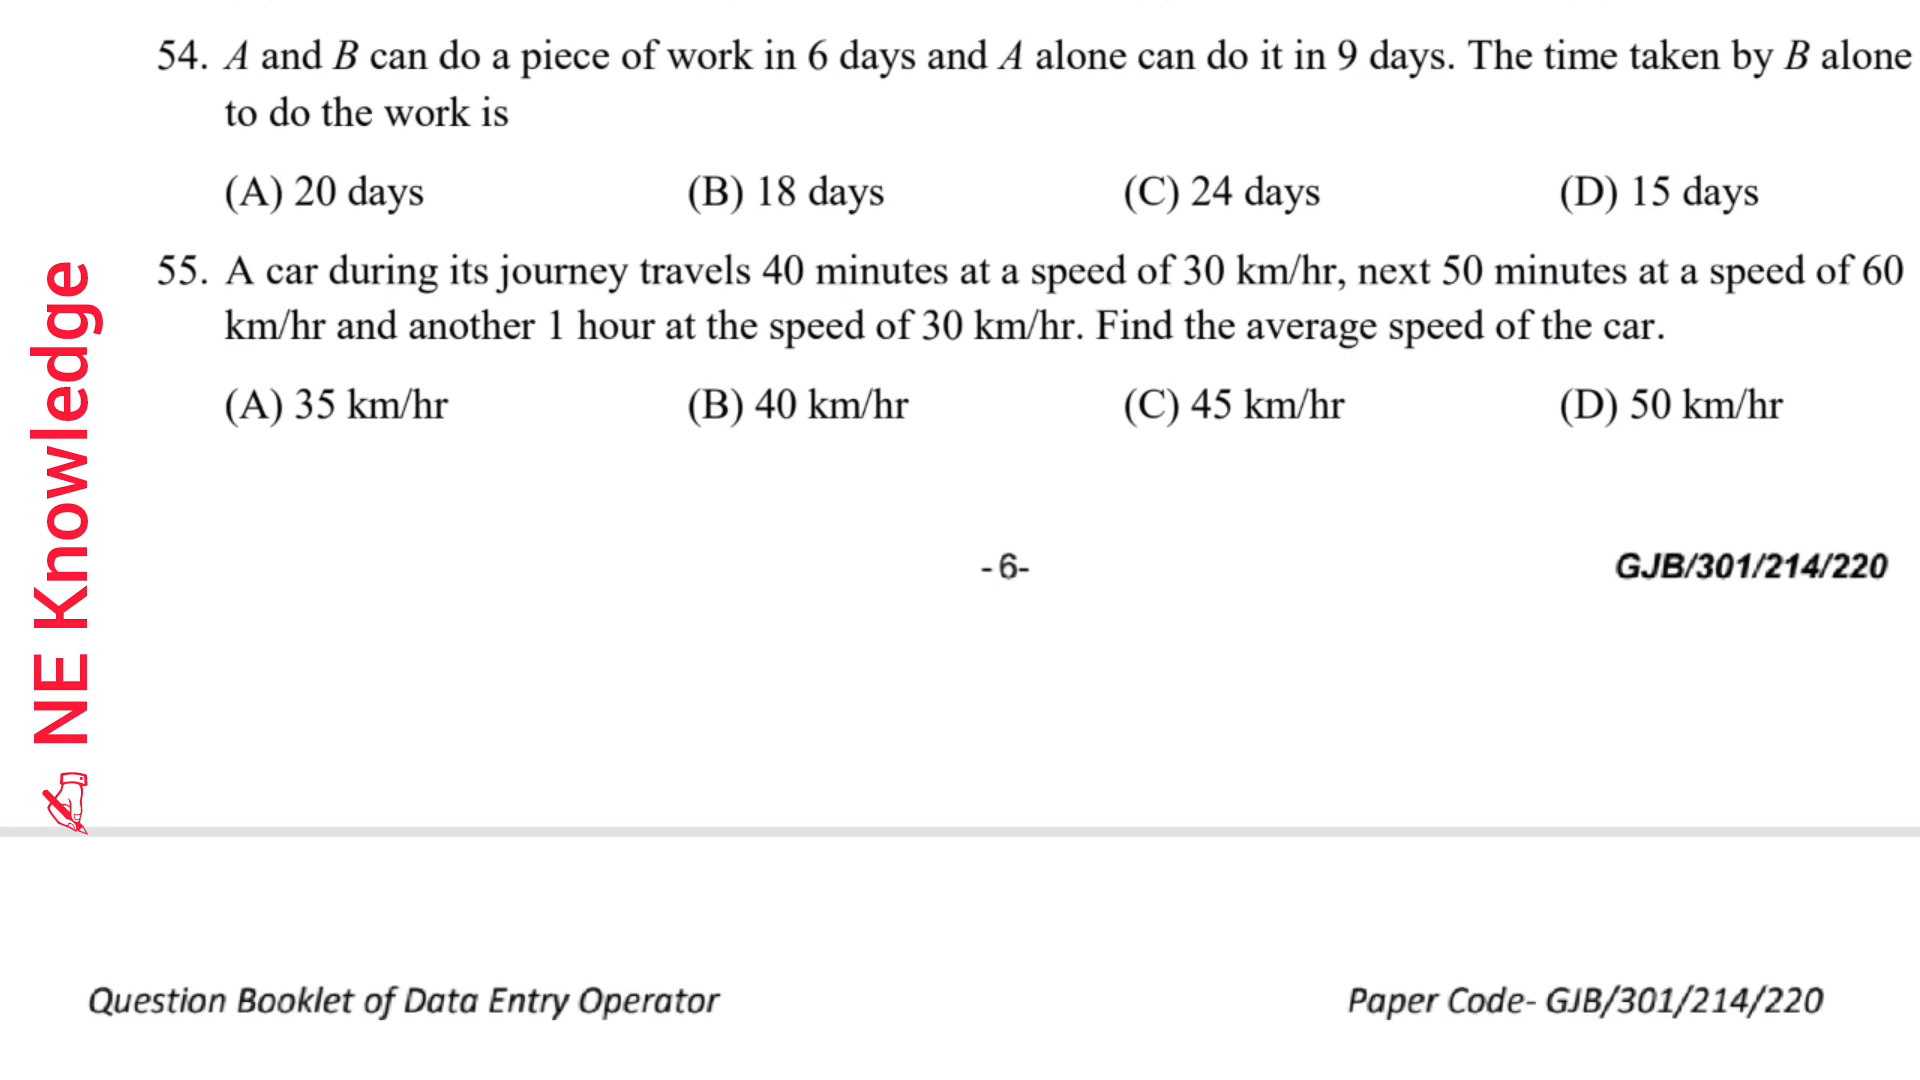 54. A and B can do a piece of work in 6 days and A alone can do it in 9 days. The time taken by B alone
to do the work is
(A) 20 days (B) 18 days (C) 24 days (D) 15 days
55. A car during its journey travels 40 minutes at a speed of 30 km/hr, next 50 minutes at a speed of 60
km/hr and another 1 hour at the speed of 30 km/hr. Find the average speed of the car.
(A) 35 km/hr (B) 40 km/hr (C) 45 km/hr (D) 50 km/hr
-6- GJB/301/214/220
✍ NE Knowledge
Question Booklet of Data Entry Operator Paper Code- GJB/301/214/220